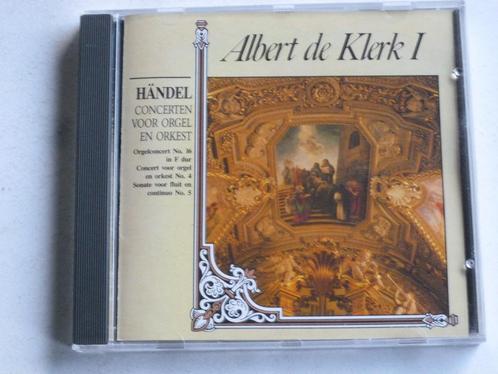 Albert de Klerk I
HÄNDEL
CONCERTEN
VOOR ORGEL
EN ORKEST
Orgelconcert No. 16
in F dur
Concert voor orgel
en orkest No. 4
Sonate voor fluit en
continuo No. 5